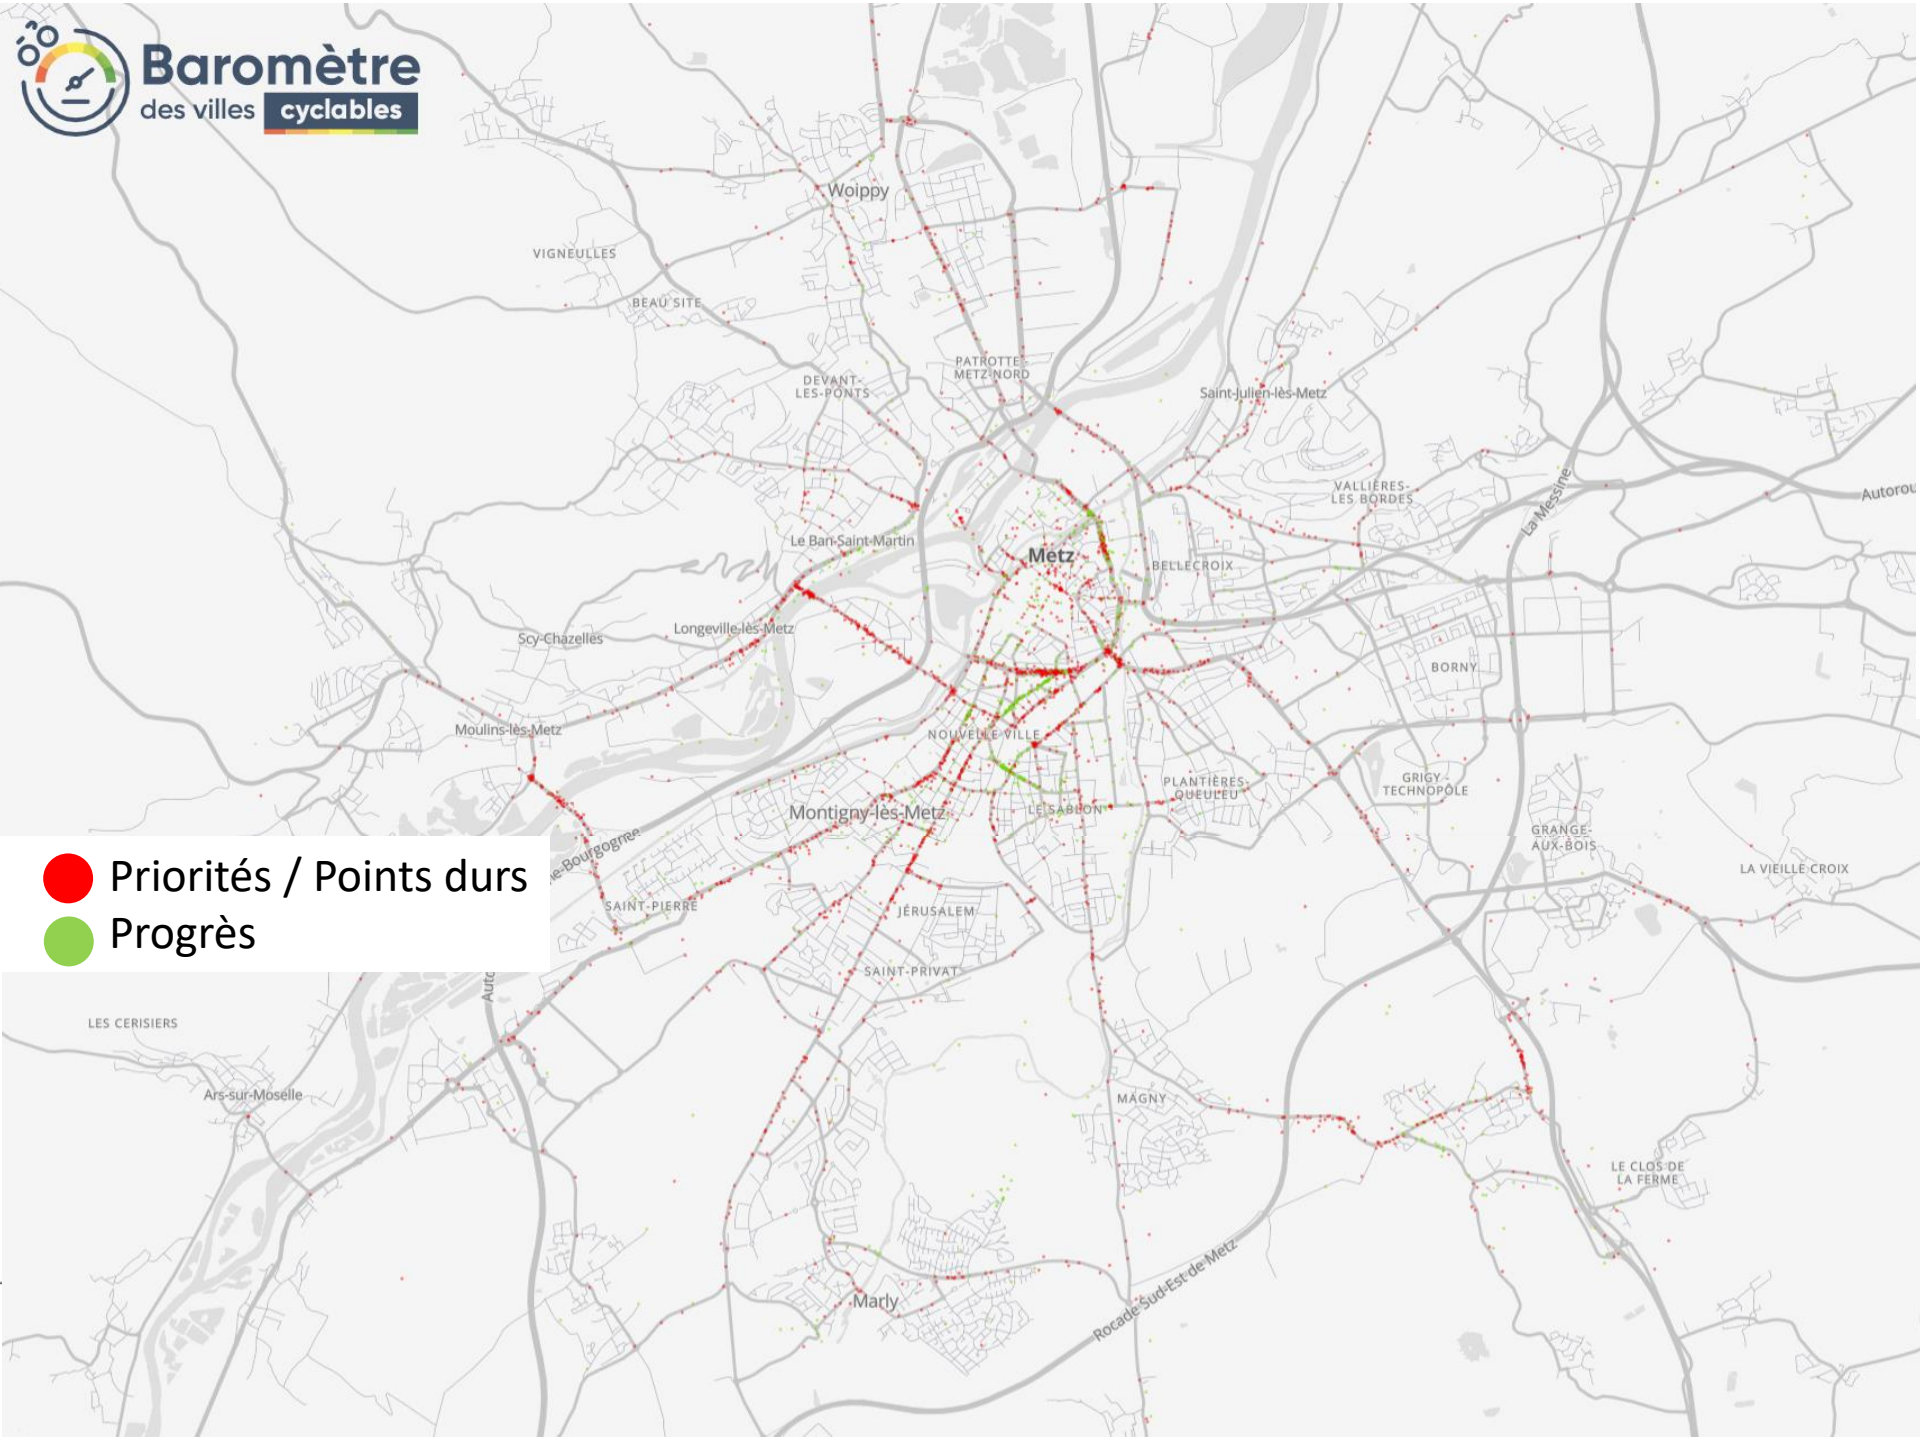 Baromètre
des villes cyclables
Woippy
VIGNEULLES
BEAU SITE
PATROTTE -
METZ-NORD
DEVANT-
LES-PONTS
Saint-Julien-lès-Metz
VALLIÈRES-
LES BORDES
La Messine
Autorou
Le Ban-Saint-Martin
Metz
BELLECROIX
Scy-Chazelles
Longeville-lès-Metz
BORNY
Moulins-lès-Metz
NOUVELLE VILLE
PLANTIÈRES-
QUEULEU
GRIGY -
TECHNOPÔLE
Montigny-lès-Metz
LE SABLON
GRANGE-
AUX-BOIS
LA VIEILLE CROIX
ne-Bourgogne
Priorités / Points durs
Progrès
SAINT-PIERRE
JÉRUSALEM
SAINT-PRIVAT
Auto
LES CERISIERS
Ars-sur-Moselle
MAGNY
LE CLOS DE
LA FERME
Rocade Sud-Est de Metz
Marly